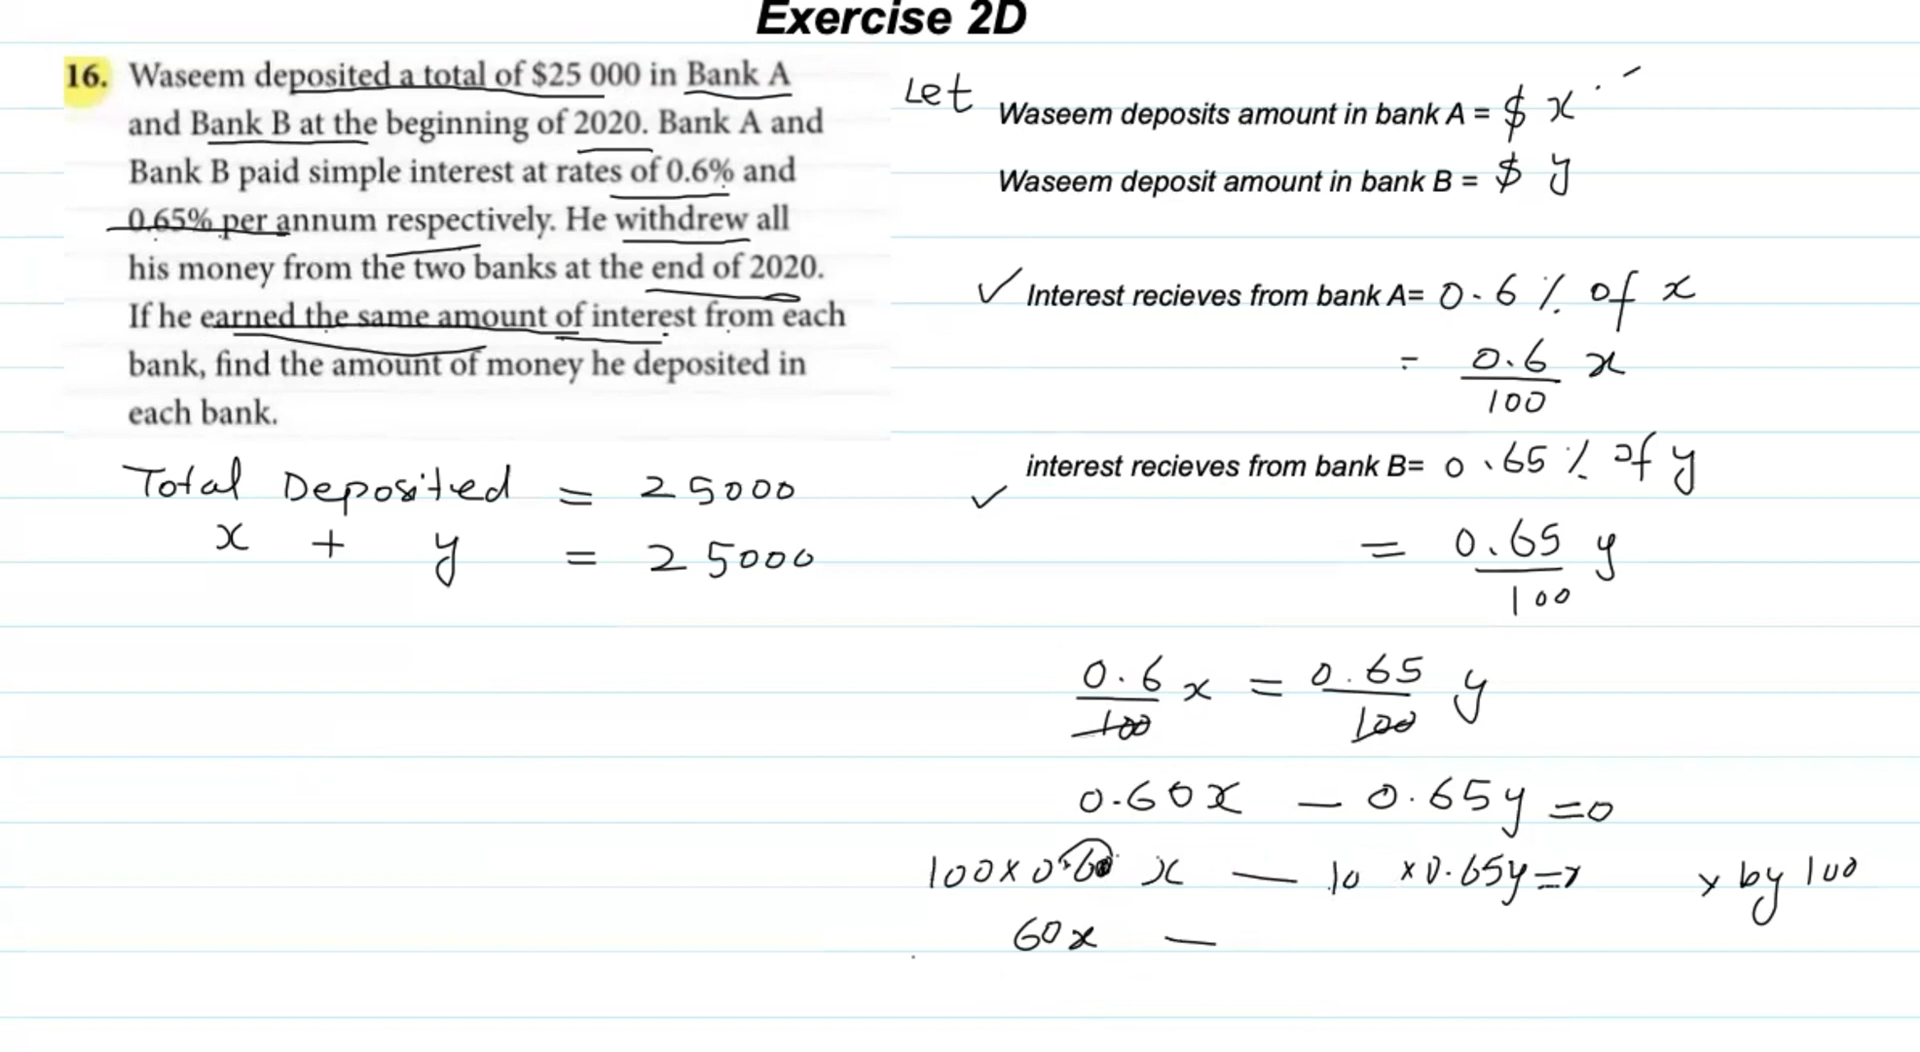 Exercise 2D
16. Waseem deposited a total of $25 000 in Bank A
and Bank B at the beginning of 2020. Bank A and
Bank B paid simple interest at rates of 0.6% and
0.65% per annum respectively. He withdrew all
his money from the two banks at the end of 2020.
If he earned the same amount of interest from each
bank, find the amount of money he deposited in
each bank.
Total Deposited = 25000
x + y = 25000
Let
Waseem deposits amount in bank A = $ x
Waseem deposit amount in bank B = $ y
✓ Interest recieves from bank A= 0.6 % of x
= 0.6/100 x
✓ interest recieves from bank B= 0.65 % of y
= 0.65/100 y
0.6/100 x = 0.65/100 y
0.60x – 0.65y =0
100 x 0.60 x – 10 x 0.65y = x by 100
60x –